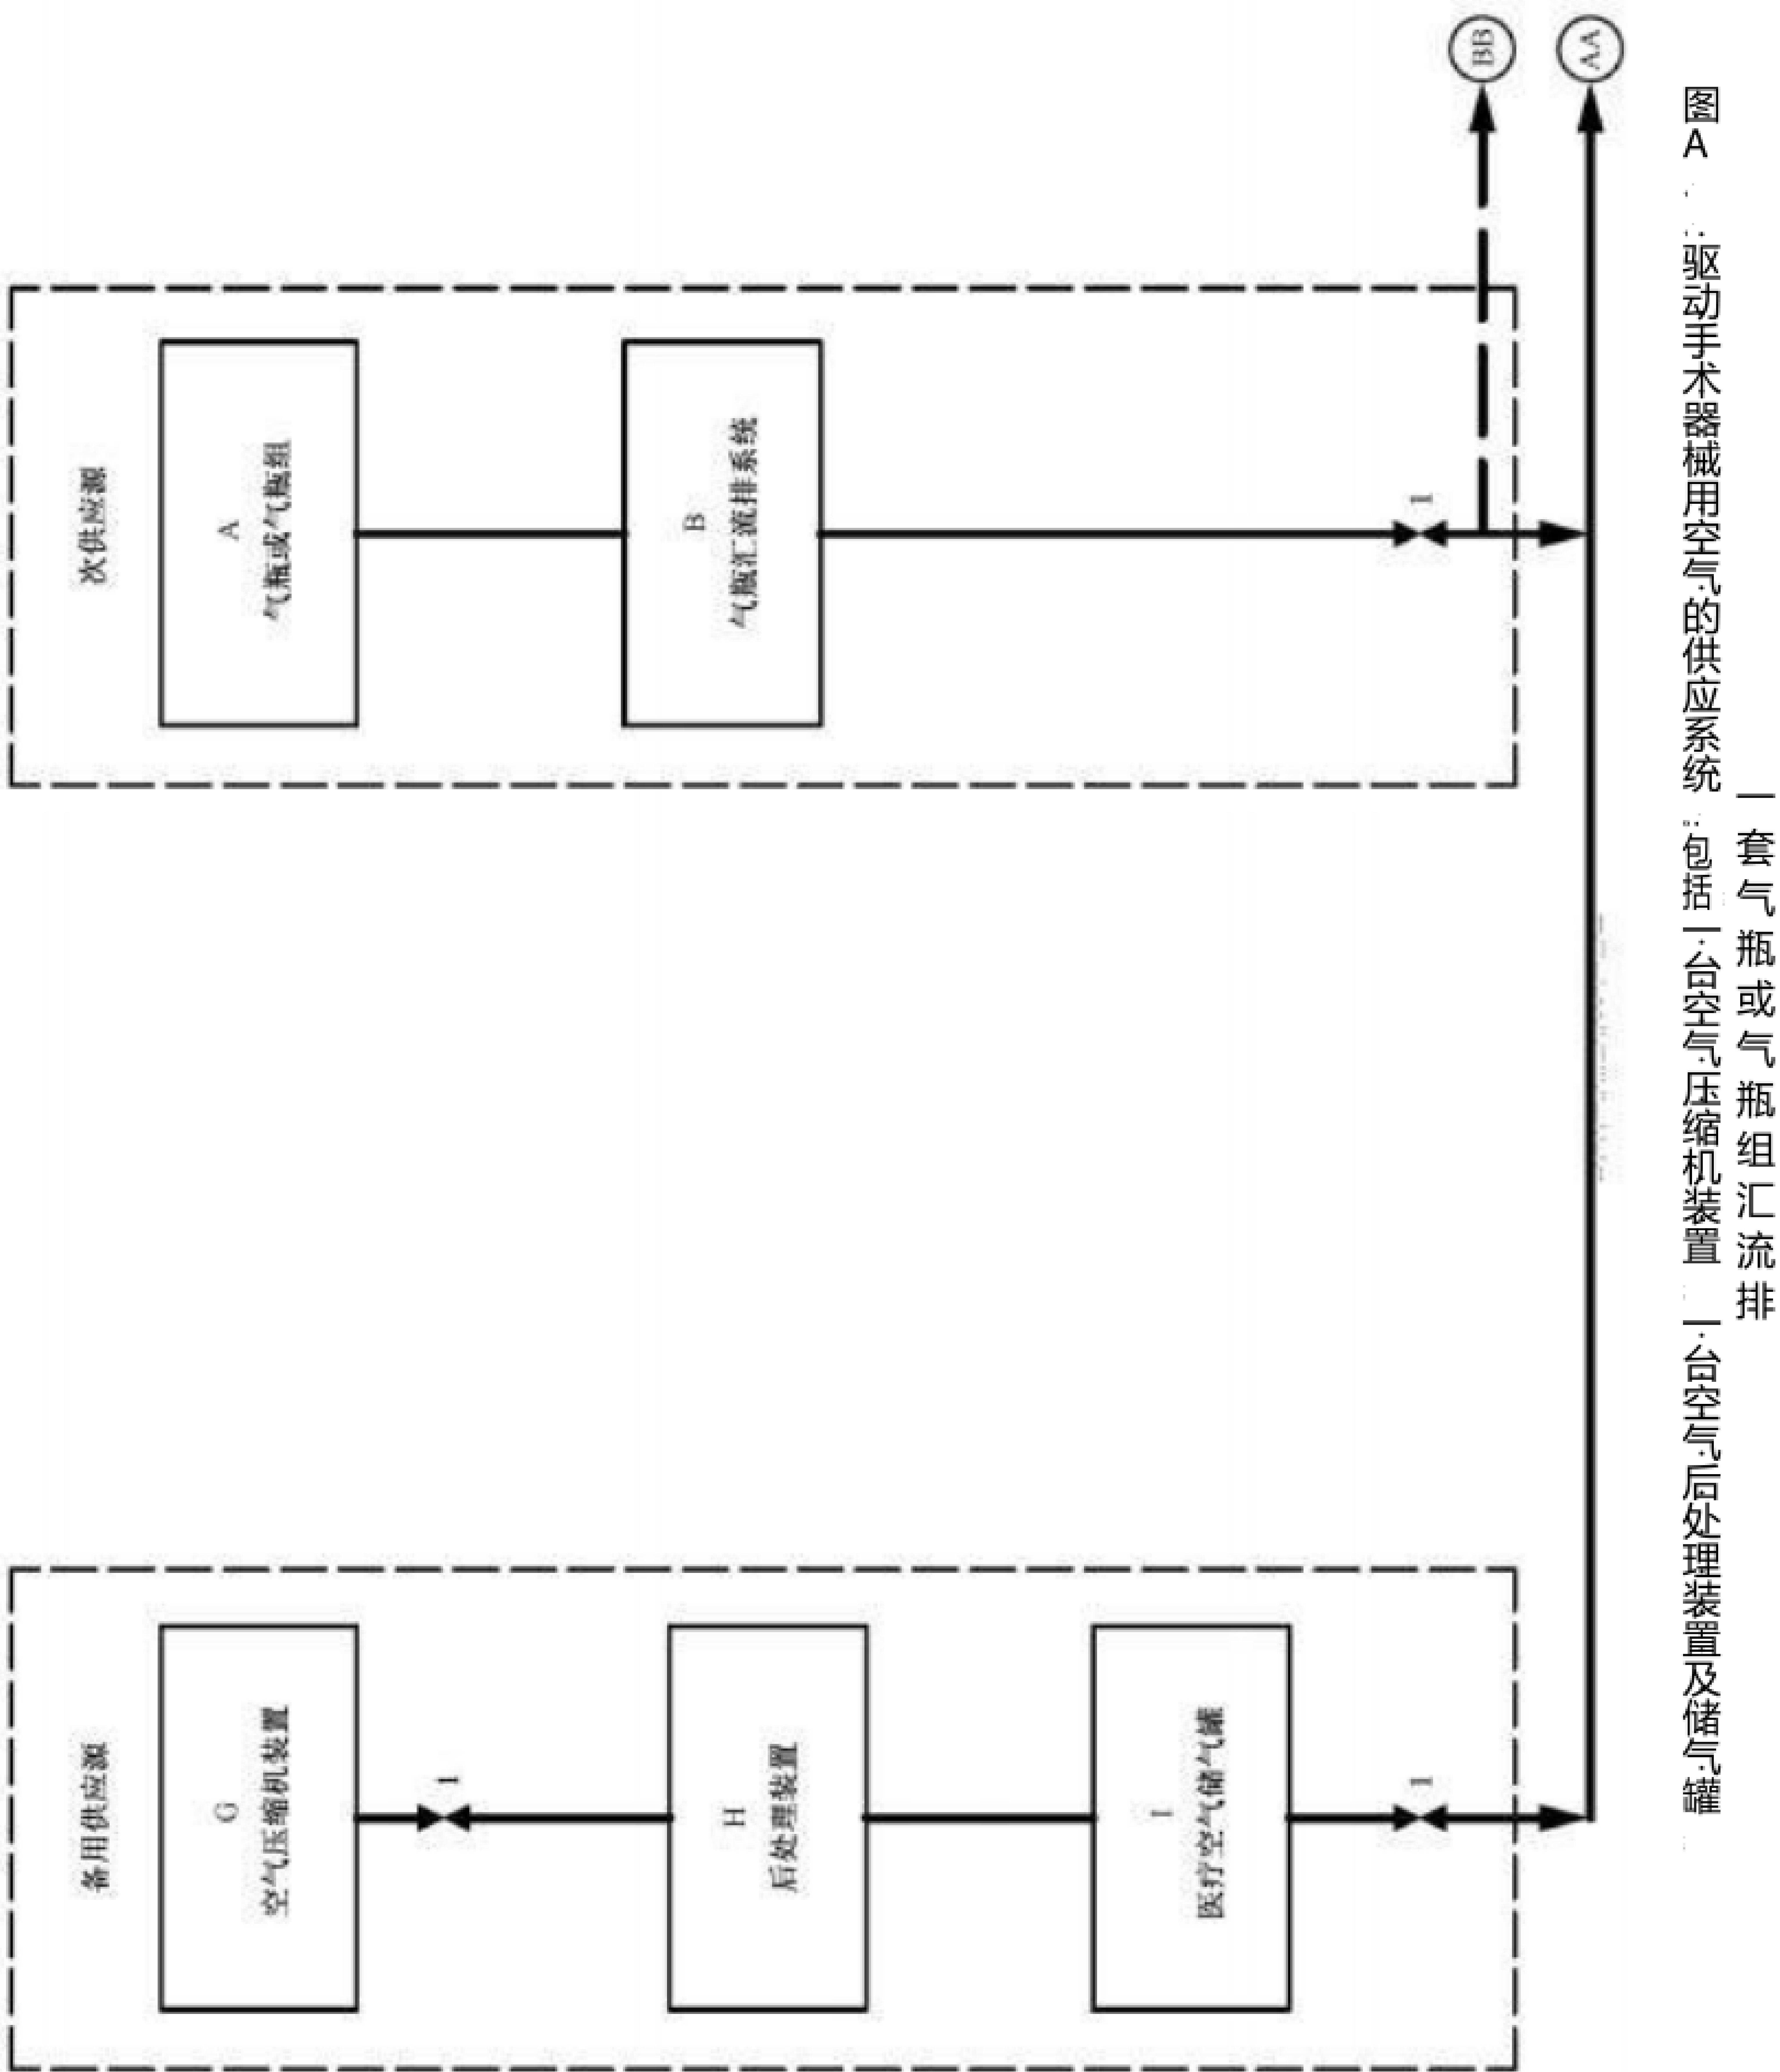 备用供应源
G
空气压缩机装置
1
H
后处理装置
I
医疗空气储气罐
1
次供应源
A
气瓶或气瓶组
B
气瓶汇流排系统
1
BB
AA
图A 驱动手术器械用空气的供应系统 包括一台空气压缩机装置 一台空气后处理装置及储气罐
一套气瓶或气瓶组汇流排